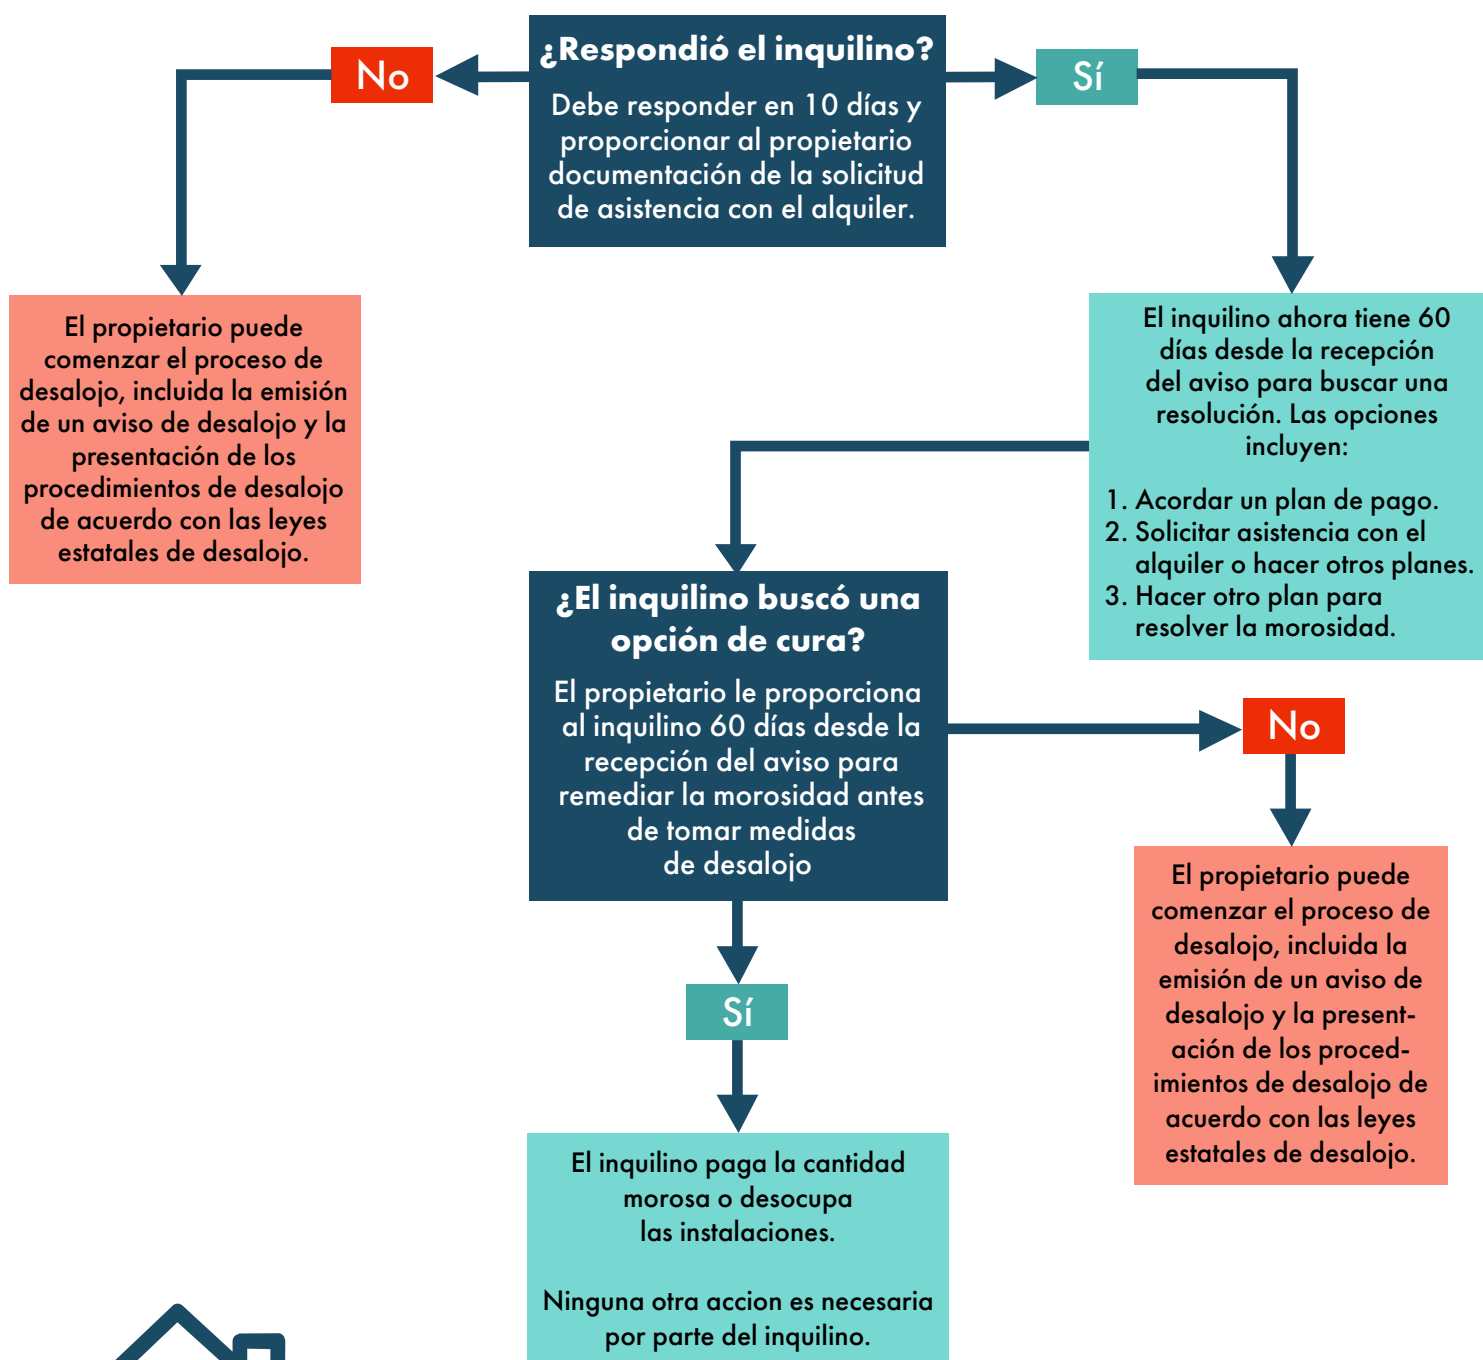 ¿Respondió el inquilino?
Debe responder en 10 días y
proporcionar al propietario
documentación de la solicitud
de asistencia con el alquiler.
No
Sí
El propietario puede
comenzar el proceso de
desalojo, incluida la emisión
de un aviso de desalojo y la
presentación de los
procedimientos de desalojo
de acuerdo con las leyes
estatales de desalojo.
El inquilino ahora tiene 60
días desde la recepción
del aviso para buscar una
resolución. Las opciones
incluyen:
1. Acordar un plan de pago.
2. Solicitar asistencia con el
alquiler o hacer otros planes.
3. Hacer otro plan para
resolver la morosidad.
¿El inquilino buscó una
opción de cura?
El propietario le proporciona
al inquilino 60 días desde la
recepción del aviso para
remediar la morosidad antes
de tomar medidas
de desalojo
No
El propietario puede
comenzar el proceso de
desalojo, incluida la
emisión de un aviso de
desalojo y la present-
ación de los proced-
imientos de desalojo de
acuerdo con las leyes
estatales de desalojo.
Sí
El inquilino paga la cantidad
morosa o desocupa
las instalaciones.
Ninguna otra accion es necesaria
por parte del inquilino.